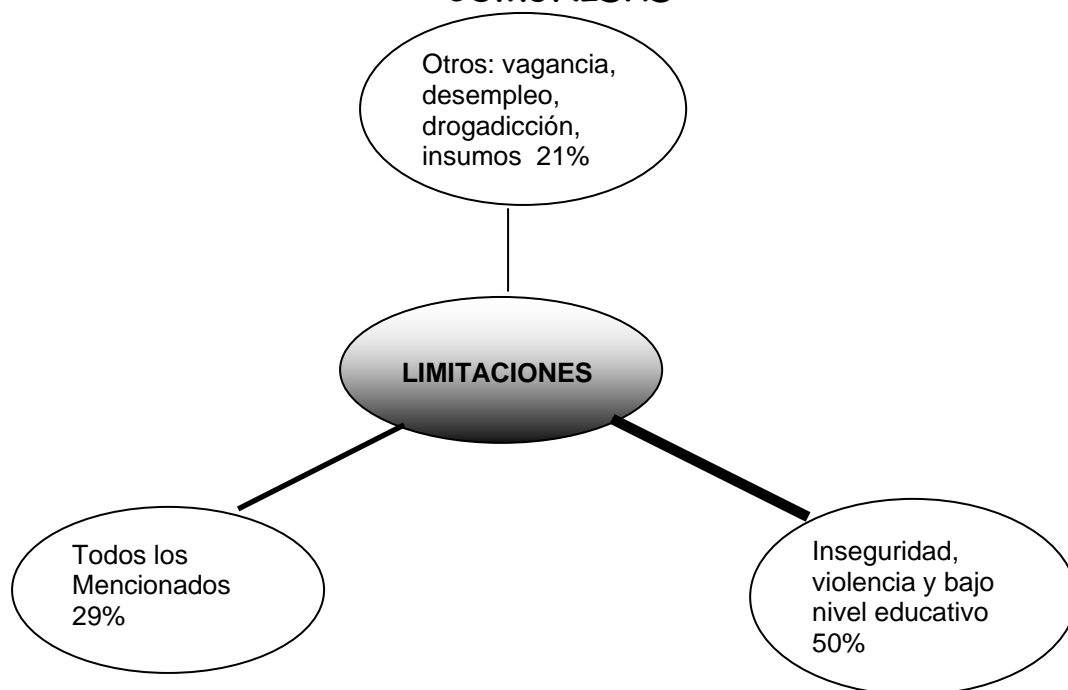 Otros: vagancia,
desempleo,
drogadicción,
insumos 21%
LIMITACIONES
Todos los
Mencionados
29%
Inseguridad,
violencia y bajo
nivel educativo
50%